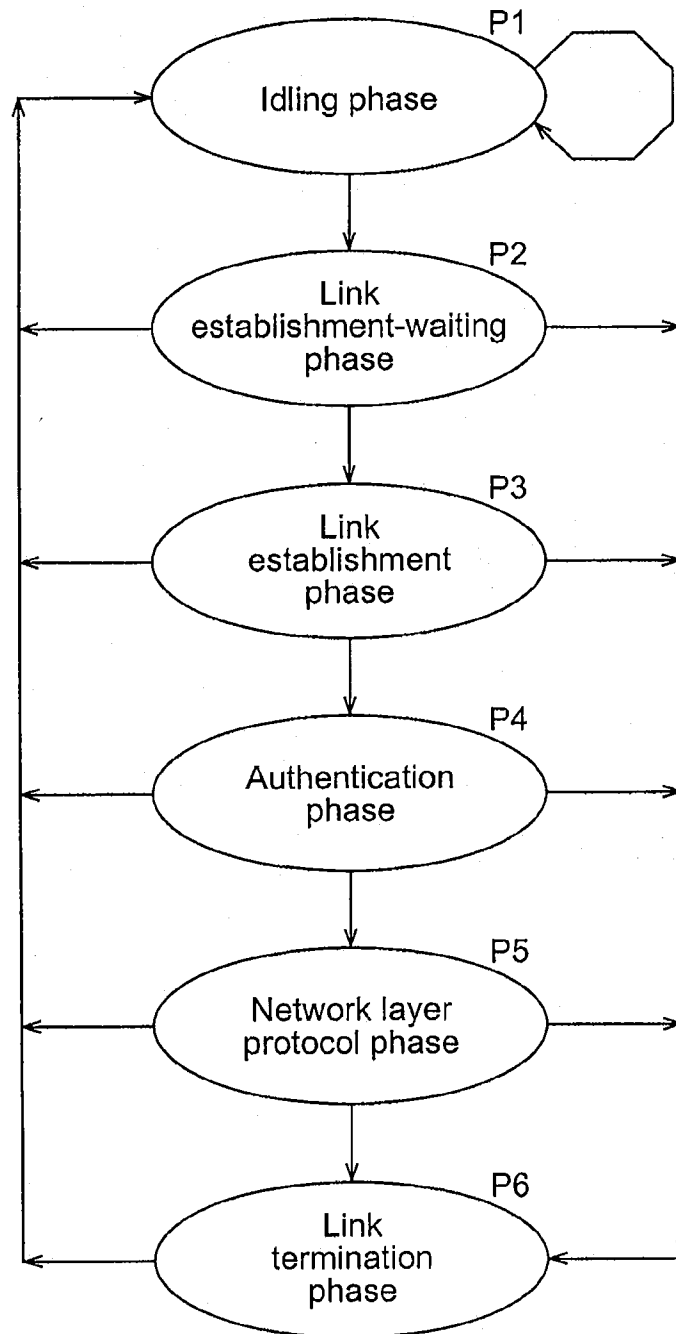 P1
Idling phase
P2
Link
establishment-waiting
phase
P3
Link
establishment
phase
P4
Authentication
phase
P5
Network layer
protocol phase
P6
Link
termination
phase